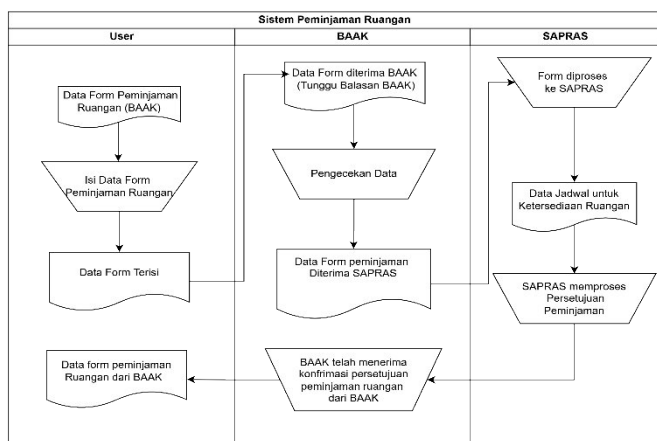 Sistem Peminjaman Ruangan
User
BAAK
SAPRAS
Data Form Peminjaman
Ruangan (BAAK)
Isi Data Form
Peminjaman Ruangan
Data Form Terisi
Data Form diterima BAAK
(Tunggu Balasan BAAK)
Pengecekan Data
Data Form peminjaman
Diterima SAPRAS
Form diproses
ke SAPRAS
Data Jadwal untuk
Ketersediaan Ruangan
SAPRAS memproses
Persetujuan
Peminjaman
BAAK telah menerima
konfrimasi persetujuan
peminjaman ruangan
dari BAAK
Data form peminjaman
Ruangan dari BAAK